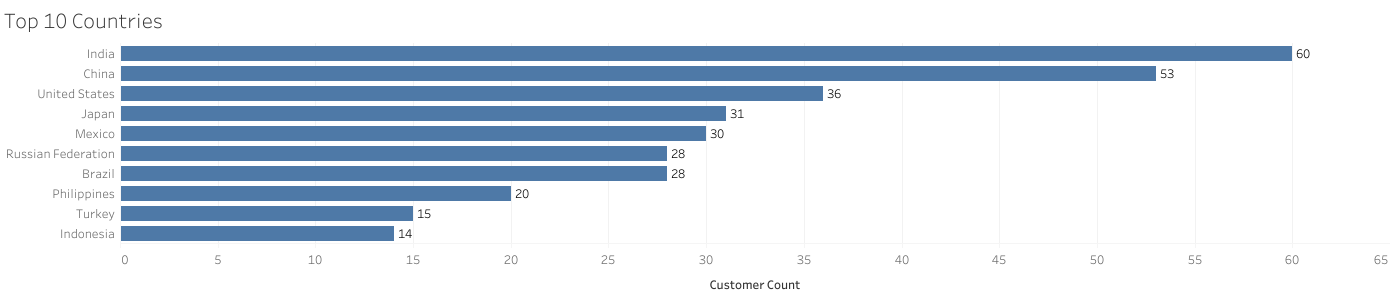 Top 10 Countries
India 60
China 53
United States 36
Japan 31
Mexico 30
Russian Federation 28
Brazil 28
Philippines 20
Turkey 15
Indonesia 14
0 5 10 15 20 25 30 35 40 45 50 55 60 65
Customer Count